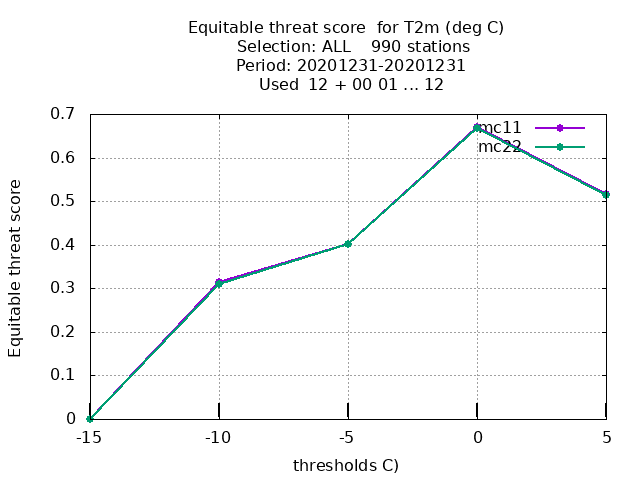 Equitable threat score  for T2m (deg C)
Selection: ALL    990 stations
Period: 20201231-20201231
Used  12 + 00 01 ... 12
mc11
mc22
0.7
0.6
0.5
0.4
0.3
0.2
0.1
0
Equitable threat score
-15
-10
-5
0
5
thresholds C)